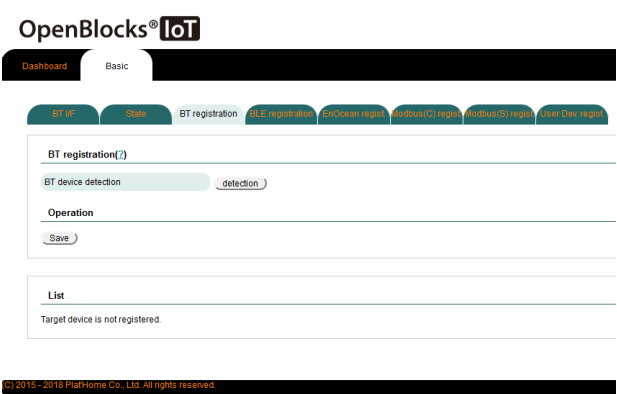 OpenBlocks® IoT
Dashboard Basic
BT I/F State BT registration BLE registration EnOcean regist. Modbus(C) regist. Modbus(S) regist. User Dev. regist.
BT registration(?)
BT device detection detection
Operation
Save
List
Target device is not registered.
(C) 2015 - 2018 Plat'Home Co., Ltd. All rights reserved.